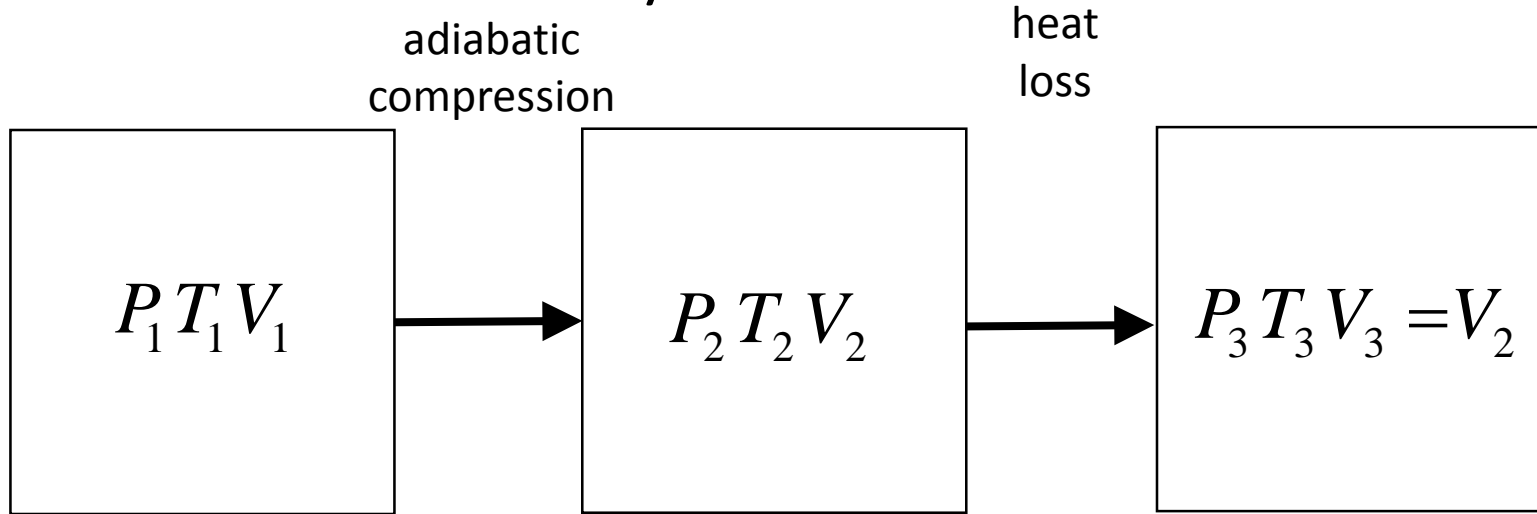 adiabatic
compression
heat
loss
P₁ T₁ V₁
P₂ T₂ V₂
P₃ T₃ V₃ = V₂